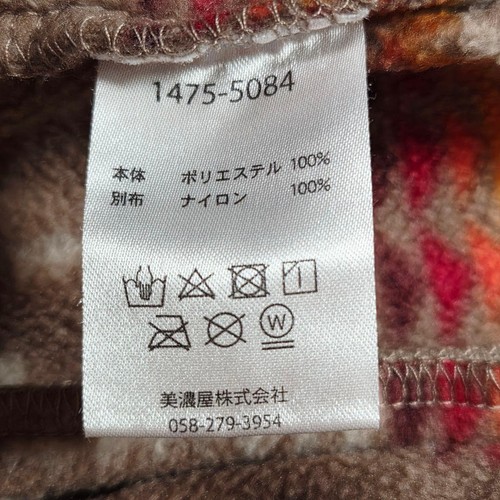 1475-5084
本体 ポリエステル 100%
別布 ナイロン 100%
W
美濃屋株式会社
058-279-3954